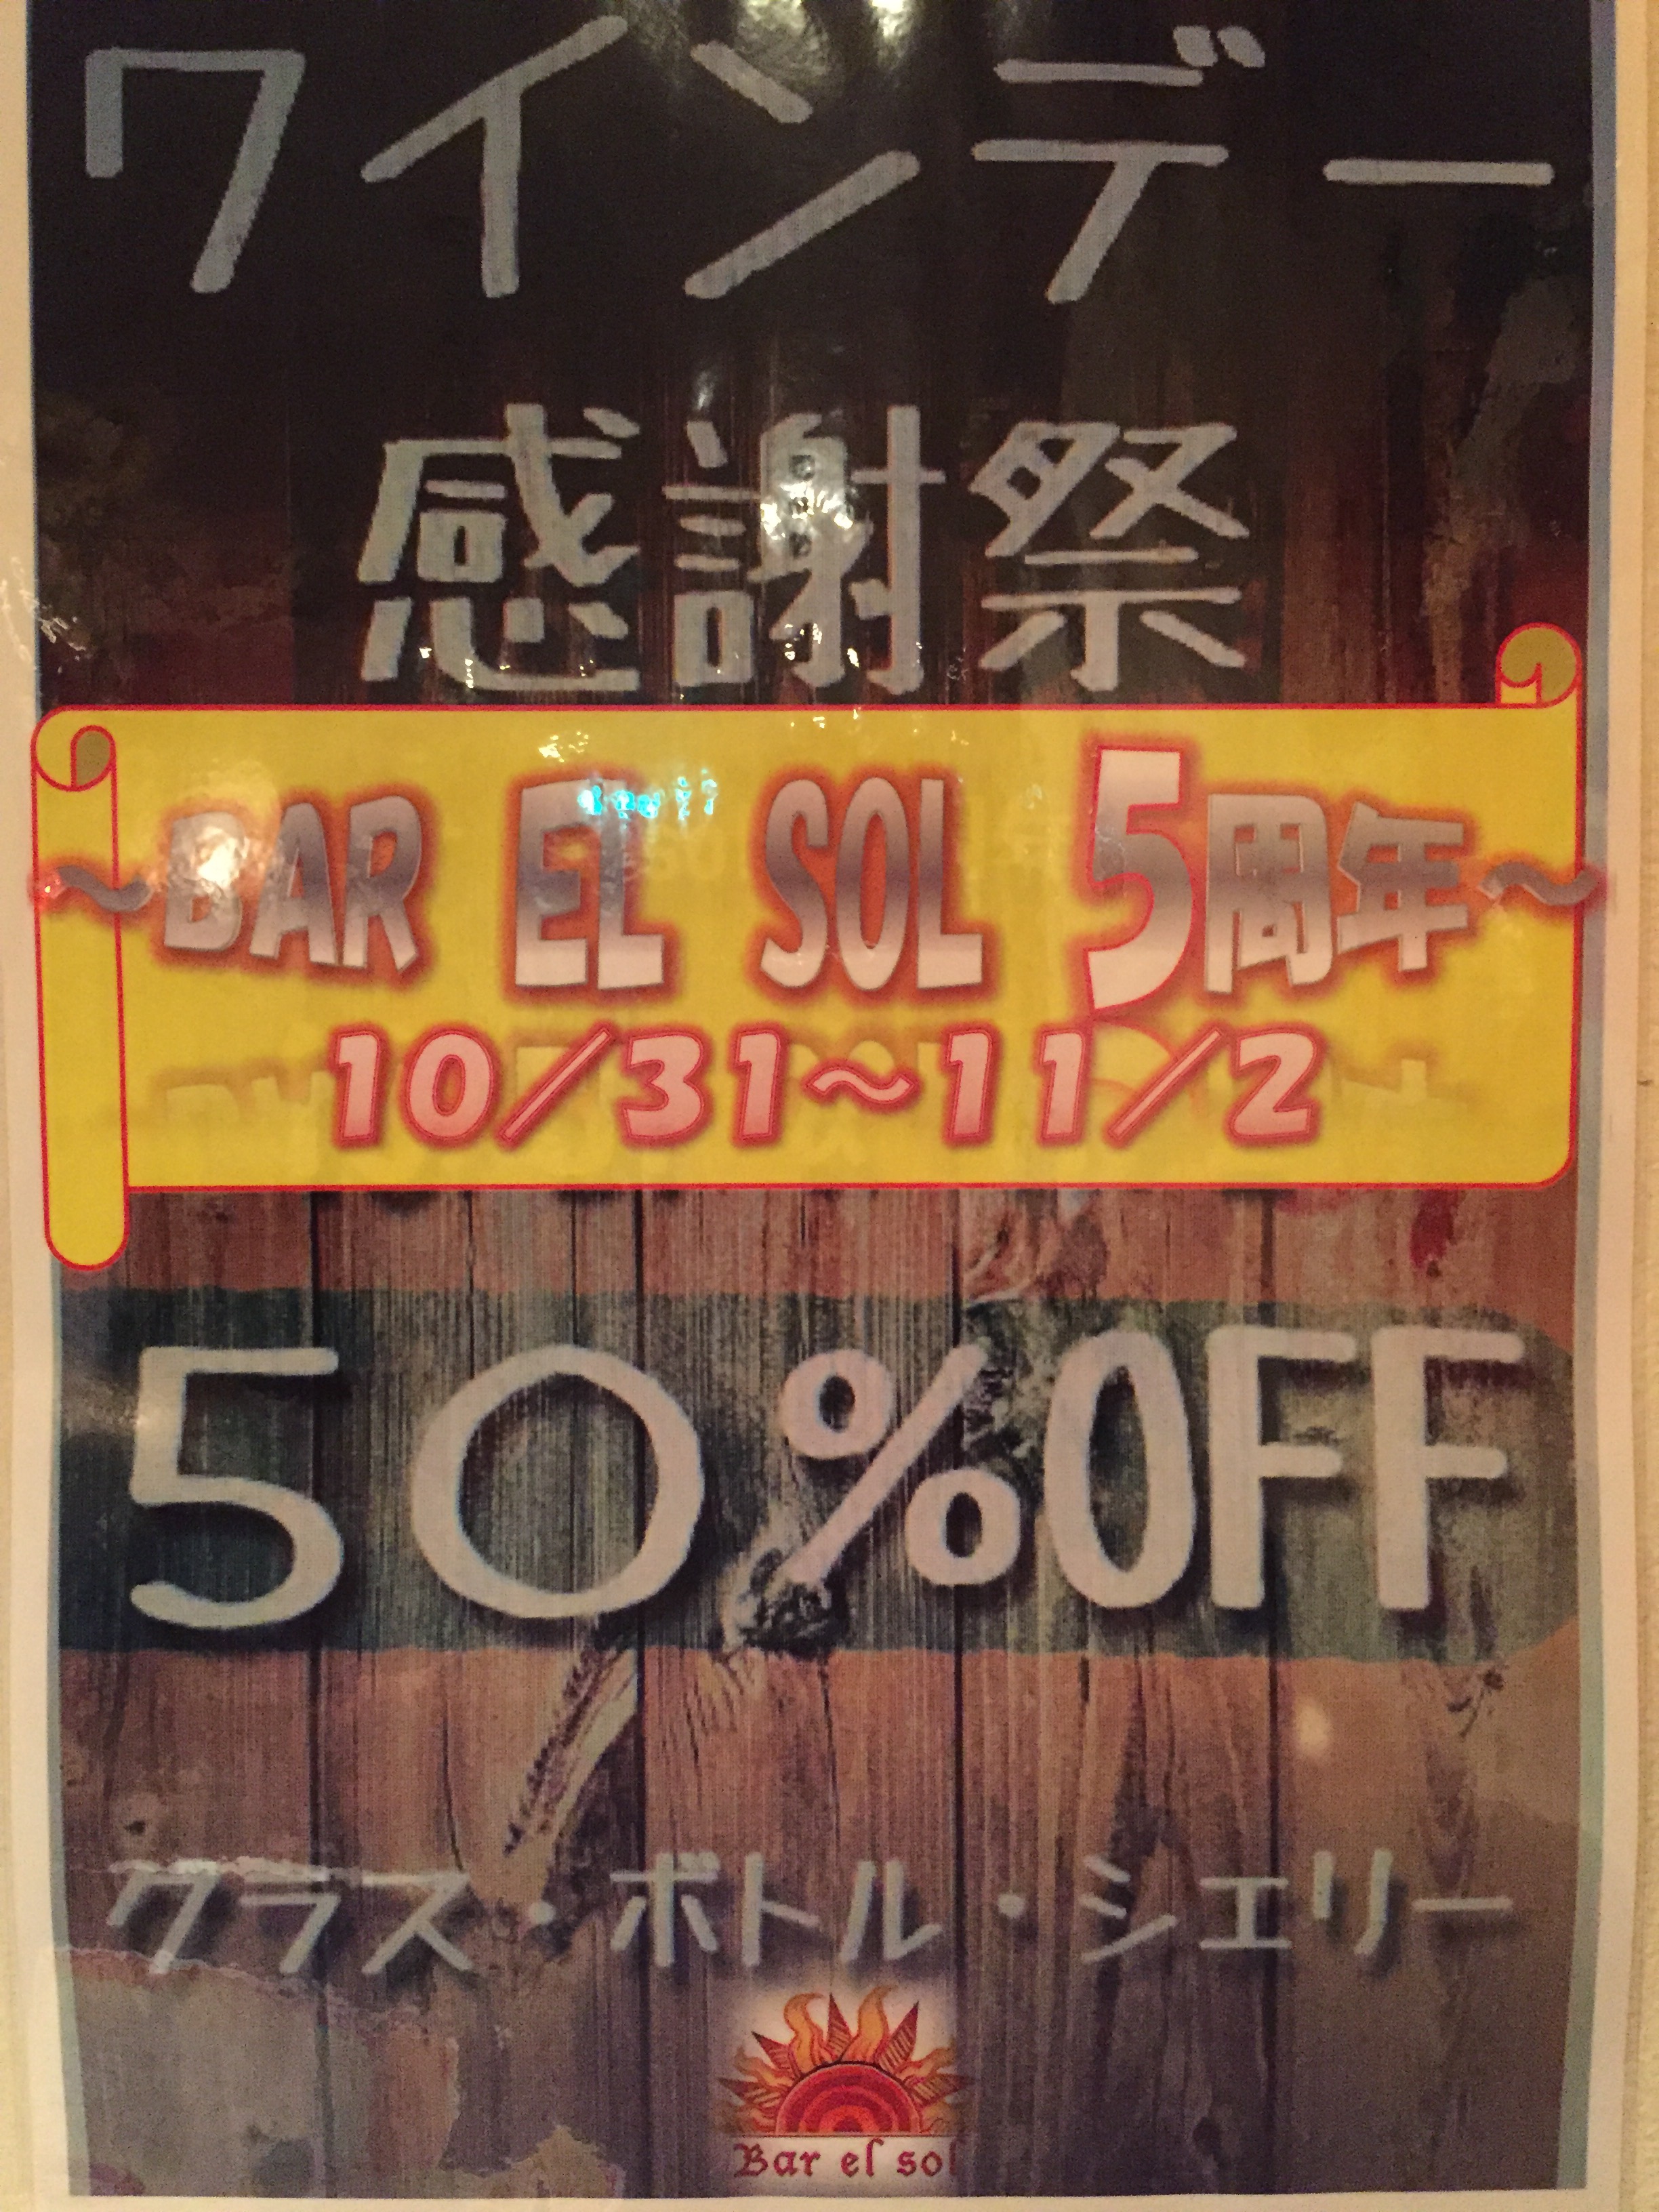 ワインデー
感謝祭
～BAR EL SOL 5周年～
10/31～11/2
50%OFF
グラス・ボトル・シェリー
Bar el sol